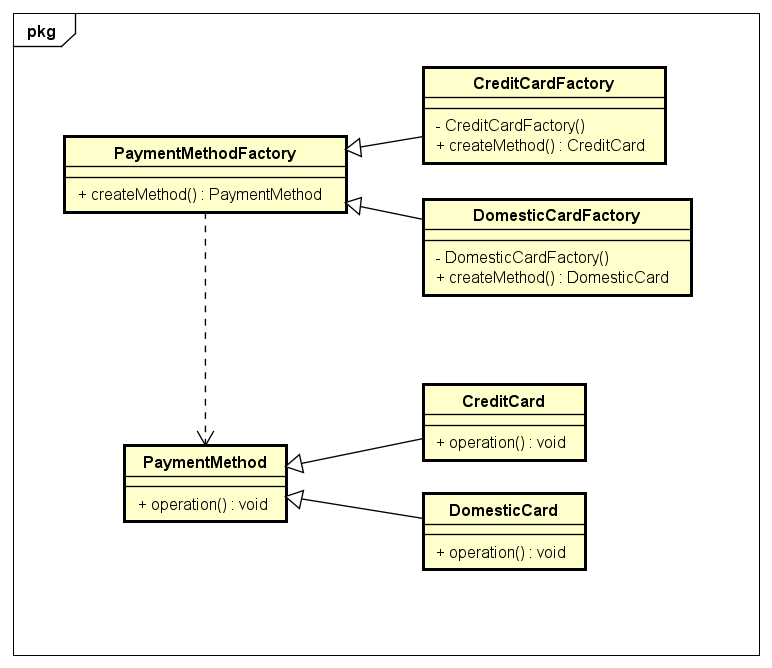 pkg
CreditCardFactory
- CreditCardFactory()
+ createMethod() : CreditCard
PaymentMethodFactory
+ createMethod() : PaymentMethod
DomesticCardFactory
- DomesticCardFactory()
+ createMethod() : DomesticCard
CreditCard
+ operation() : void
PaymentMethod
+ operation() : void
DomesticCard
+ operation() : void